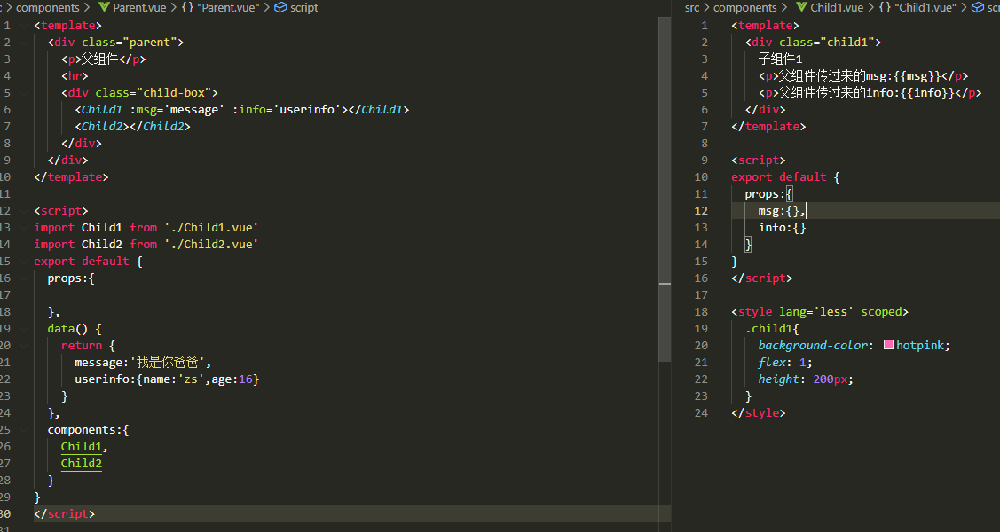 components > Parent.vue > {} "Parent.vue" > script
1 <template>
2 <div class="parent">
3 <p>父组件</p>
4 <hr>
5 <div class="child-box">
6 <Child1 :msg='message' :info='userinfo'></Child1>
7 <Child2></Child2>
8 </div>
9 </div>
10 </template>
11
12 <script>
13 import Child1 from './Child1.vue'
14 import Child2 from './Child2.vue'
15 export default {
16 props:{
17
18 },
19 data() {
20 return {
21 message:'我是你爸爸',
22 userinfo:{name:'zs',age:16}
23 }
24 },
25 components:{
26 Child1,
27 Child2
28 }
29 }
30 </script>
31
src > components > Child1.vue > {} "Child1.vue" >
1 <template>
2 <div class="child1">
3 子组件1
4 <p>父组件传过来的msg:{{msg}}</p>
5 <p>父组件传过来的info:{{info}}</p>
6 </div>
7 </template>
8
9 <script>
10 export default {
11 props:{
12 msg:{},
13 info:{}
14 }
15 }
16 </script>
17
18 <style lang='less' scoped>
19 .child1{
20 background-color: hotpink;
21 flex: 1;
22 height: 200px;
23 }
24 </style>